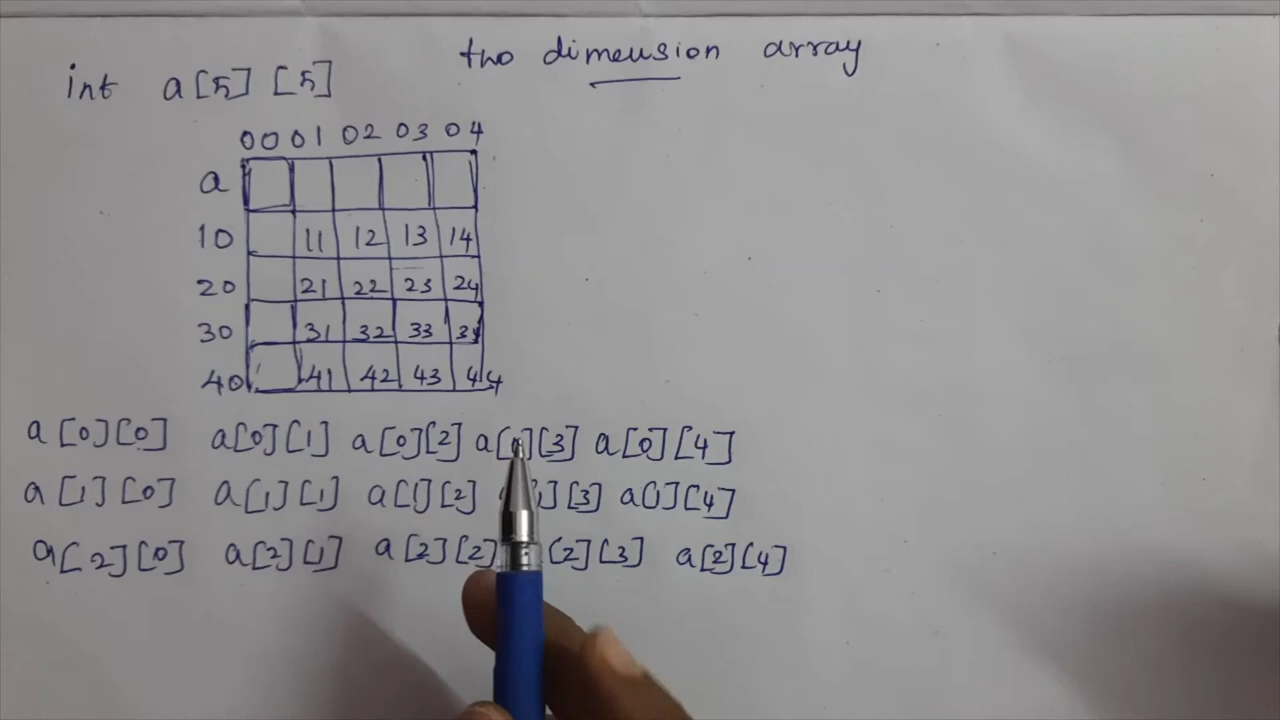 two dimension array
int a[5] [5]
00 01 02 03 04
a
10 11 12 13 14
20 21 22 23 24
30 31 32 33 34
40 41 42 43 44
a[0][0] a[0][1] a[0][2] a[0][3] a[0][4]
a[1][0] a[1][1] a[1][2] [3] a[1][4]
a[2][0] a[2][1] a[2][2] [2][3] a[2][4]